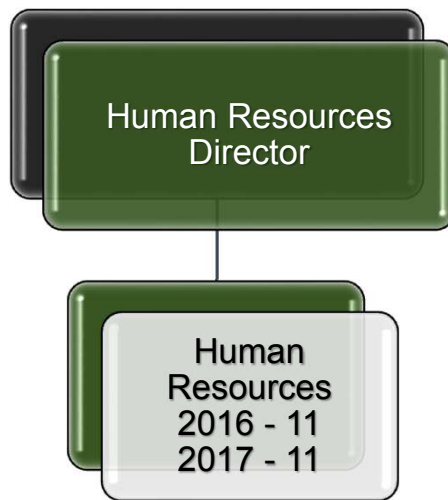 Human Resources
Director
Human
Resources
2016 - 11
2017 - 11